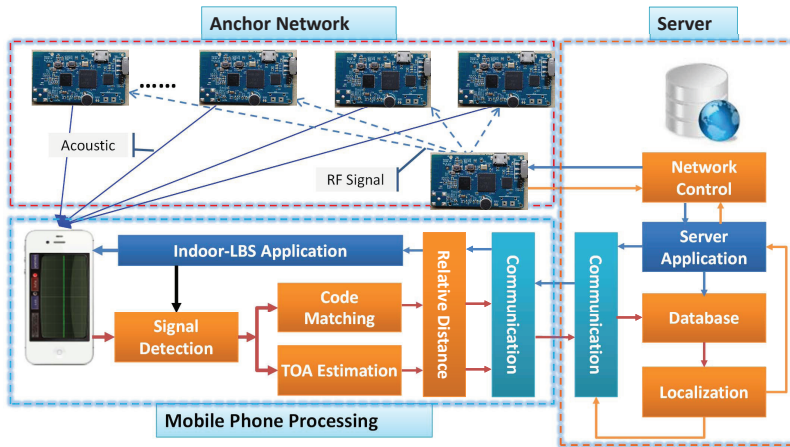 Anchor Network
Server
......
Acoustic
RF Signal
Network
Control
Server
Application
Database
Localization
Communication
Indoor-LBS Application
Signal
Detection
Code
Matching
TOA Estimation
Relative Distance
Communication
Mobile Phone Processing